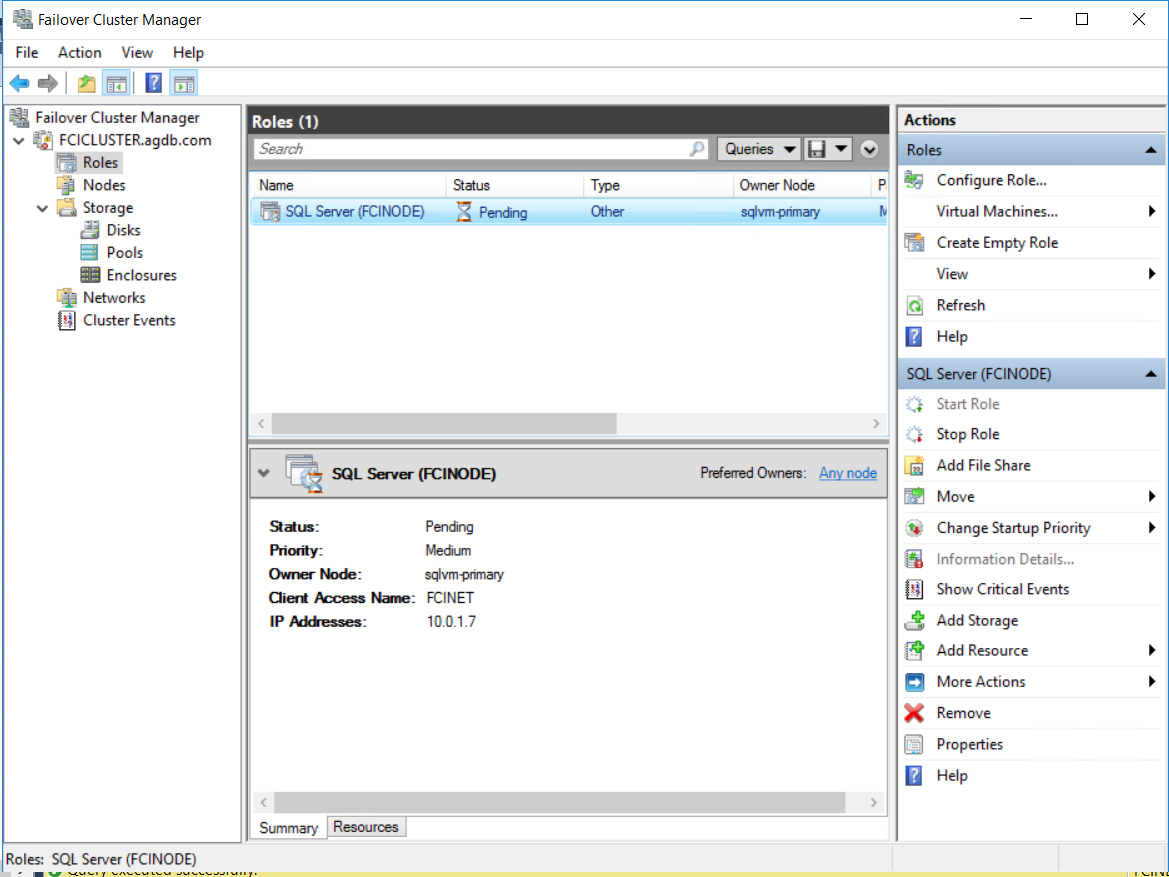 Failover Cluster Manager
File Action View Help
Failover Cluster Manager
FCICLUSTER.agdb.com
Roles
Nodes
Storage
Disks
Pools
Enclosures
Networks
Cluster Events
Roles (1)
Search
Queries
Name Status Type Owner Node P
SQL Server (FCINODE) Pending Other sqlvm-primary M
SQL Server (FCINODE) Preferred Owners: Any node
Status: Pending
Priority: Medium
Owner Node: sqlvm-primary
Client Access Name: FCINET
IP Addresses: 10.0.1.7
Summary Resources
Actions
Roles
Configure Role...
Virtual Machines...
Create Empty Role
View
Refresh
Help
SQL Server (FCINODE)
Start Role
Stop Role
Add File Share
Move
Change Startup Priority
Information Details...
Show Critical Events
Add Storage
Add Resource
More Actions
Remove
Properties
Help
Roles: SQL Server (FCINODE)
Query executed successfully.